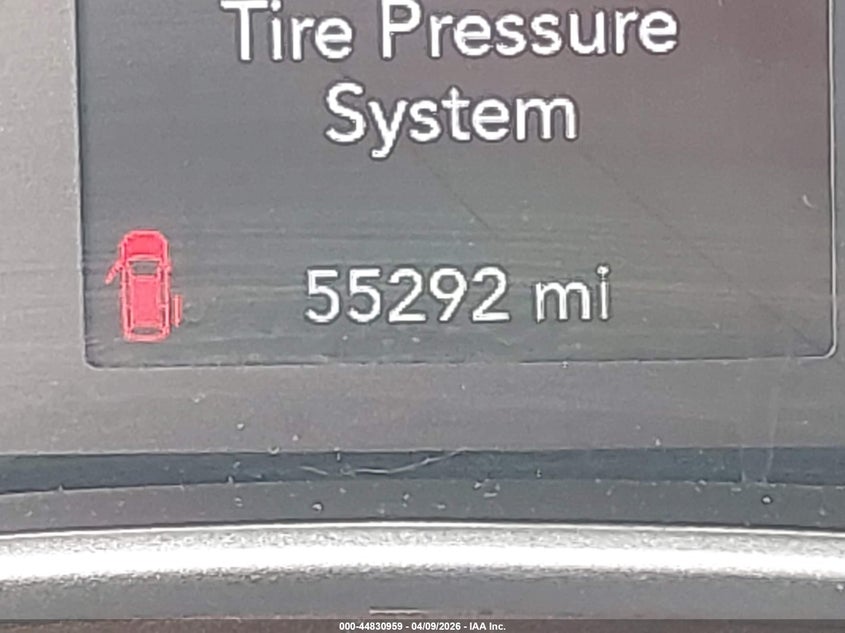 Tire Pressure
System
55292 mi
000-44830959 - 04/09/2026 - IAA Inc.